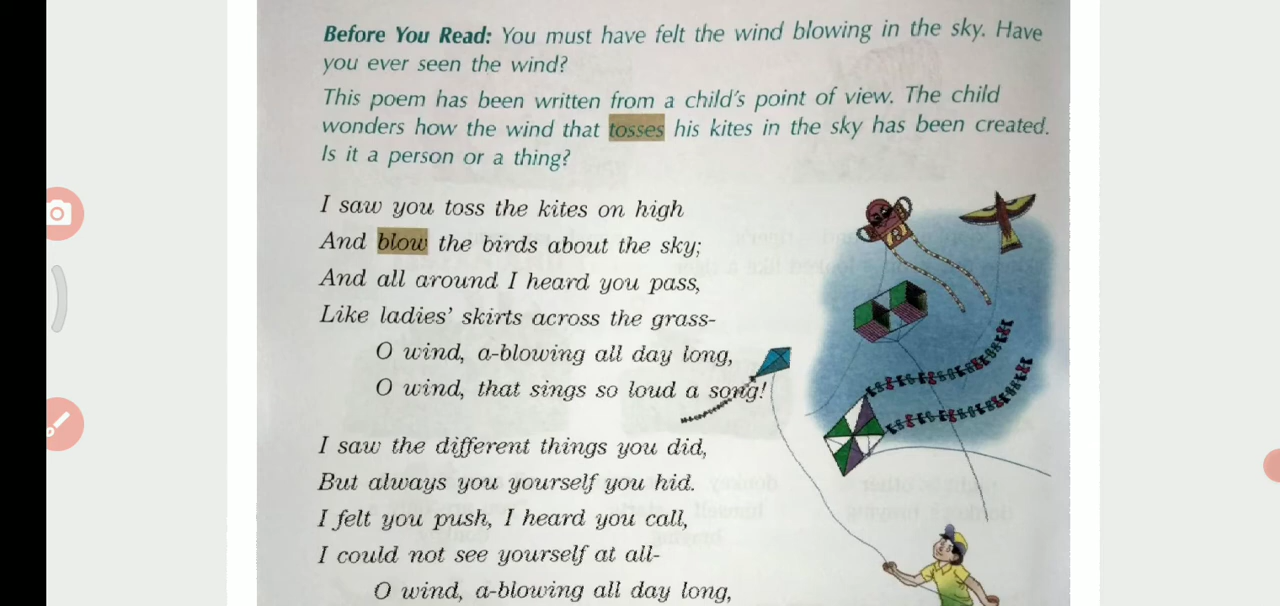 Before You Read: You must have felt the wind blowing in the sky. Have
you ever seen the wind?
This poem has been written from a child's point of view. The child
wonders how the wind that tosses his kites in the sky has been created.
Is it a person or a thing?
I saw you toss the kites on high
And blow the birds about the sky;
And all around I heard you pass,
Like ladies' skirts across the grass-
O wind, a-blowing all day long,
O wind, that sings so loud a song!
I saw the different things you did,
But always you yourself you hid.
I felt you push, I heard you call,
I could not see yourself at all-
O wind, a-blowing all day long,